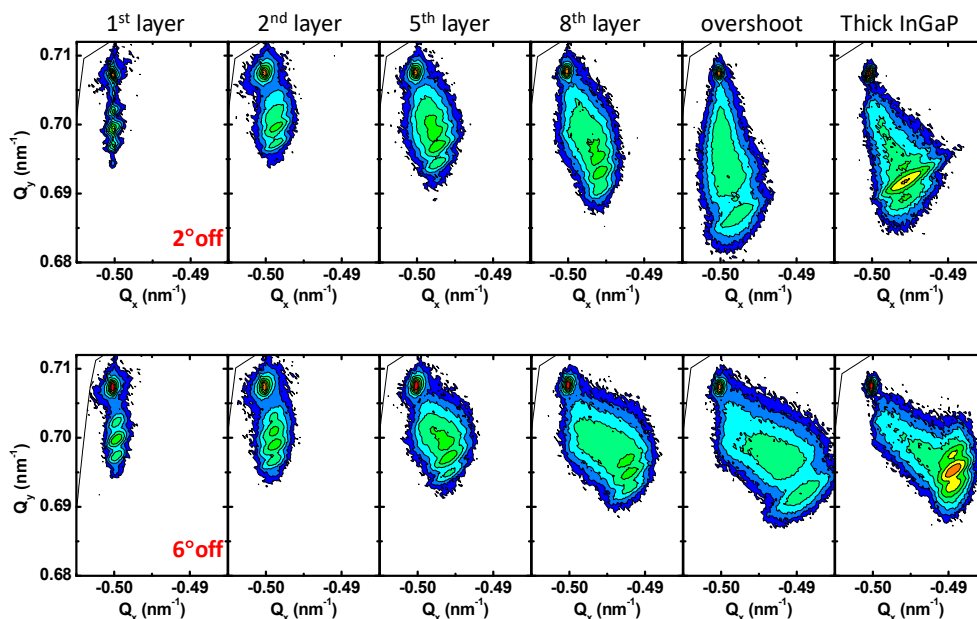 1st layer 2nd layer 5th layer 8th layer overshoot Thick InGaP
0.71
0.70
0.69
0.68
Qy (nm-1)
2°off
-0.50 -0.49 -0.50 -0.49 -0.50 -0.49 -0.50 -0.49 -0.50 -0.49 -0.50 -0.49
Qx (nm-1) Qx (nm-1) Qx (nm-1) Qx (nm-1) Qx (nm-1) Qx (nm-1)
0.71
0.70
0.69
0.68
Qy (nm-1)
6°off
-0.50 -0.49 -0.50 -0.49 -0.50 -0.49 -0.50 -0.49 -0.50 -0.49 -0.50 -0.49
Qx (nm-1) Qx (nm-1) Qx (nm-1) Qx (nm-1) Qx (nm-1) Qx (nm-1)